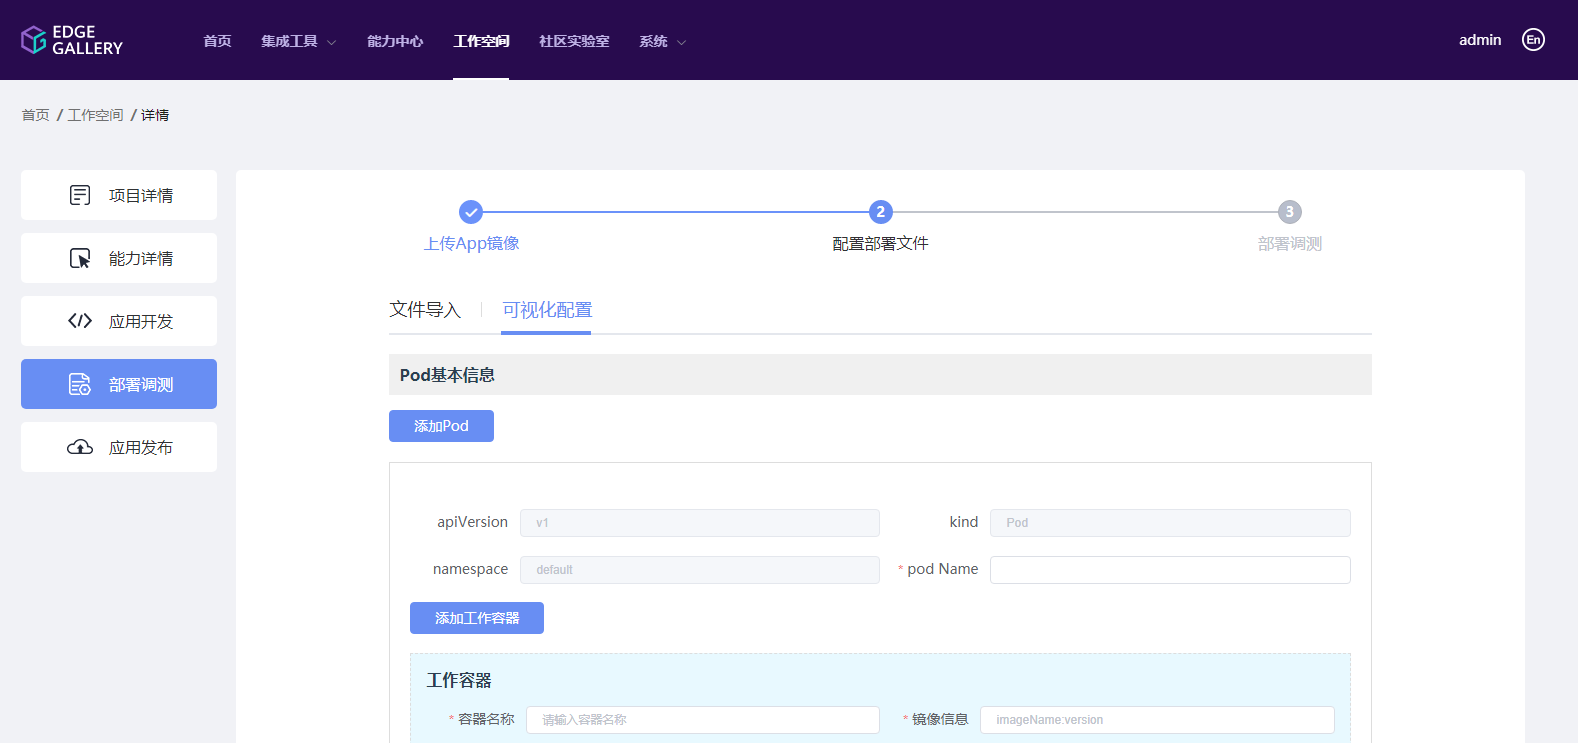 EDGE
GALLERY
首页 集成工具 能力中心 工作空间 社区实验室 系统 admin En
首页 / 工作空间 / 详情
项目详情
能力详情
应用开发
部署调测
应用发布
2 3
上传App镜像 配置部署文件 部署调测
文件导入 可视化配置
Pod基本信息
添加Pod
apiVersion v1 kind Pod
namespace default * pod Name
添加工作容器
工作容器
* 容器名称 请输入容器名称 * 镜像信息 imageName:version